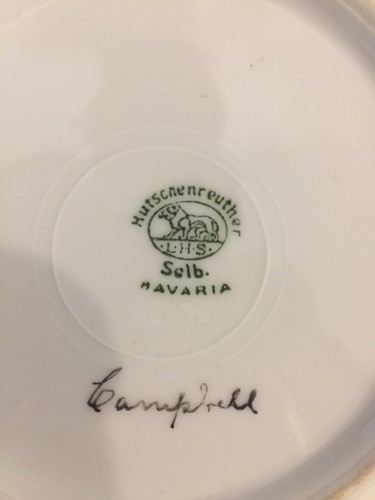 Hutschenreuther
·L·H·S·
Selb.
BAVARIA
Campbell